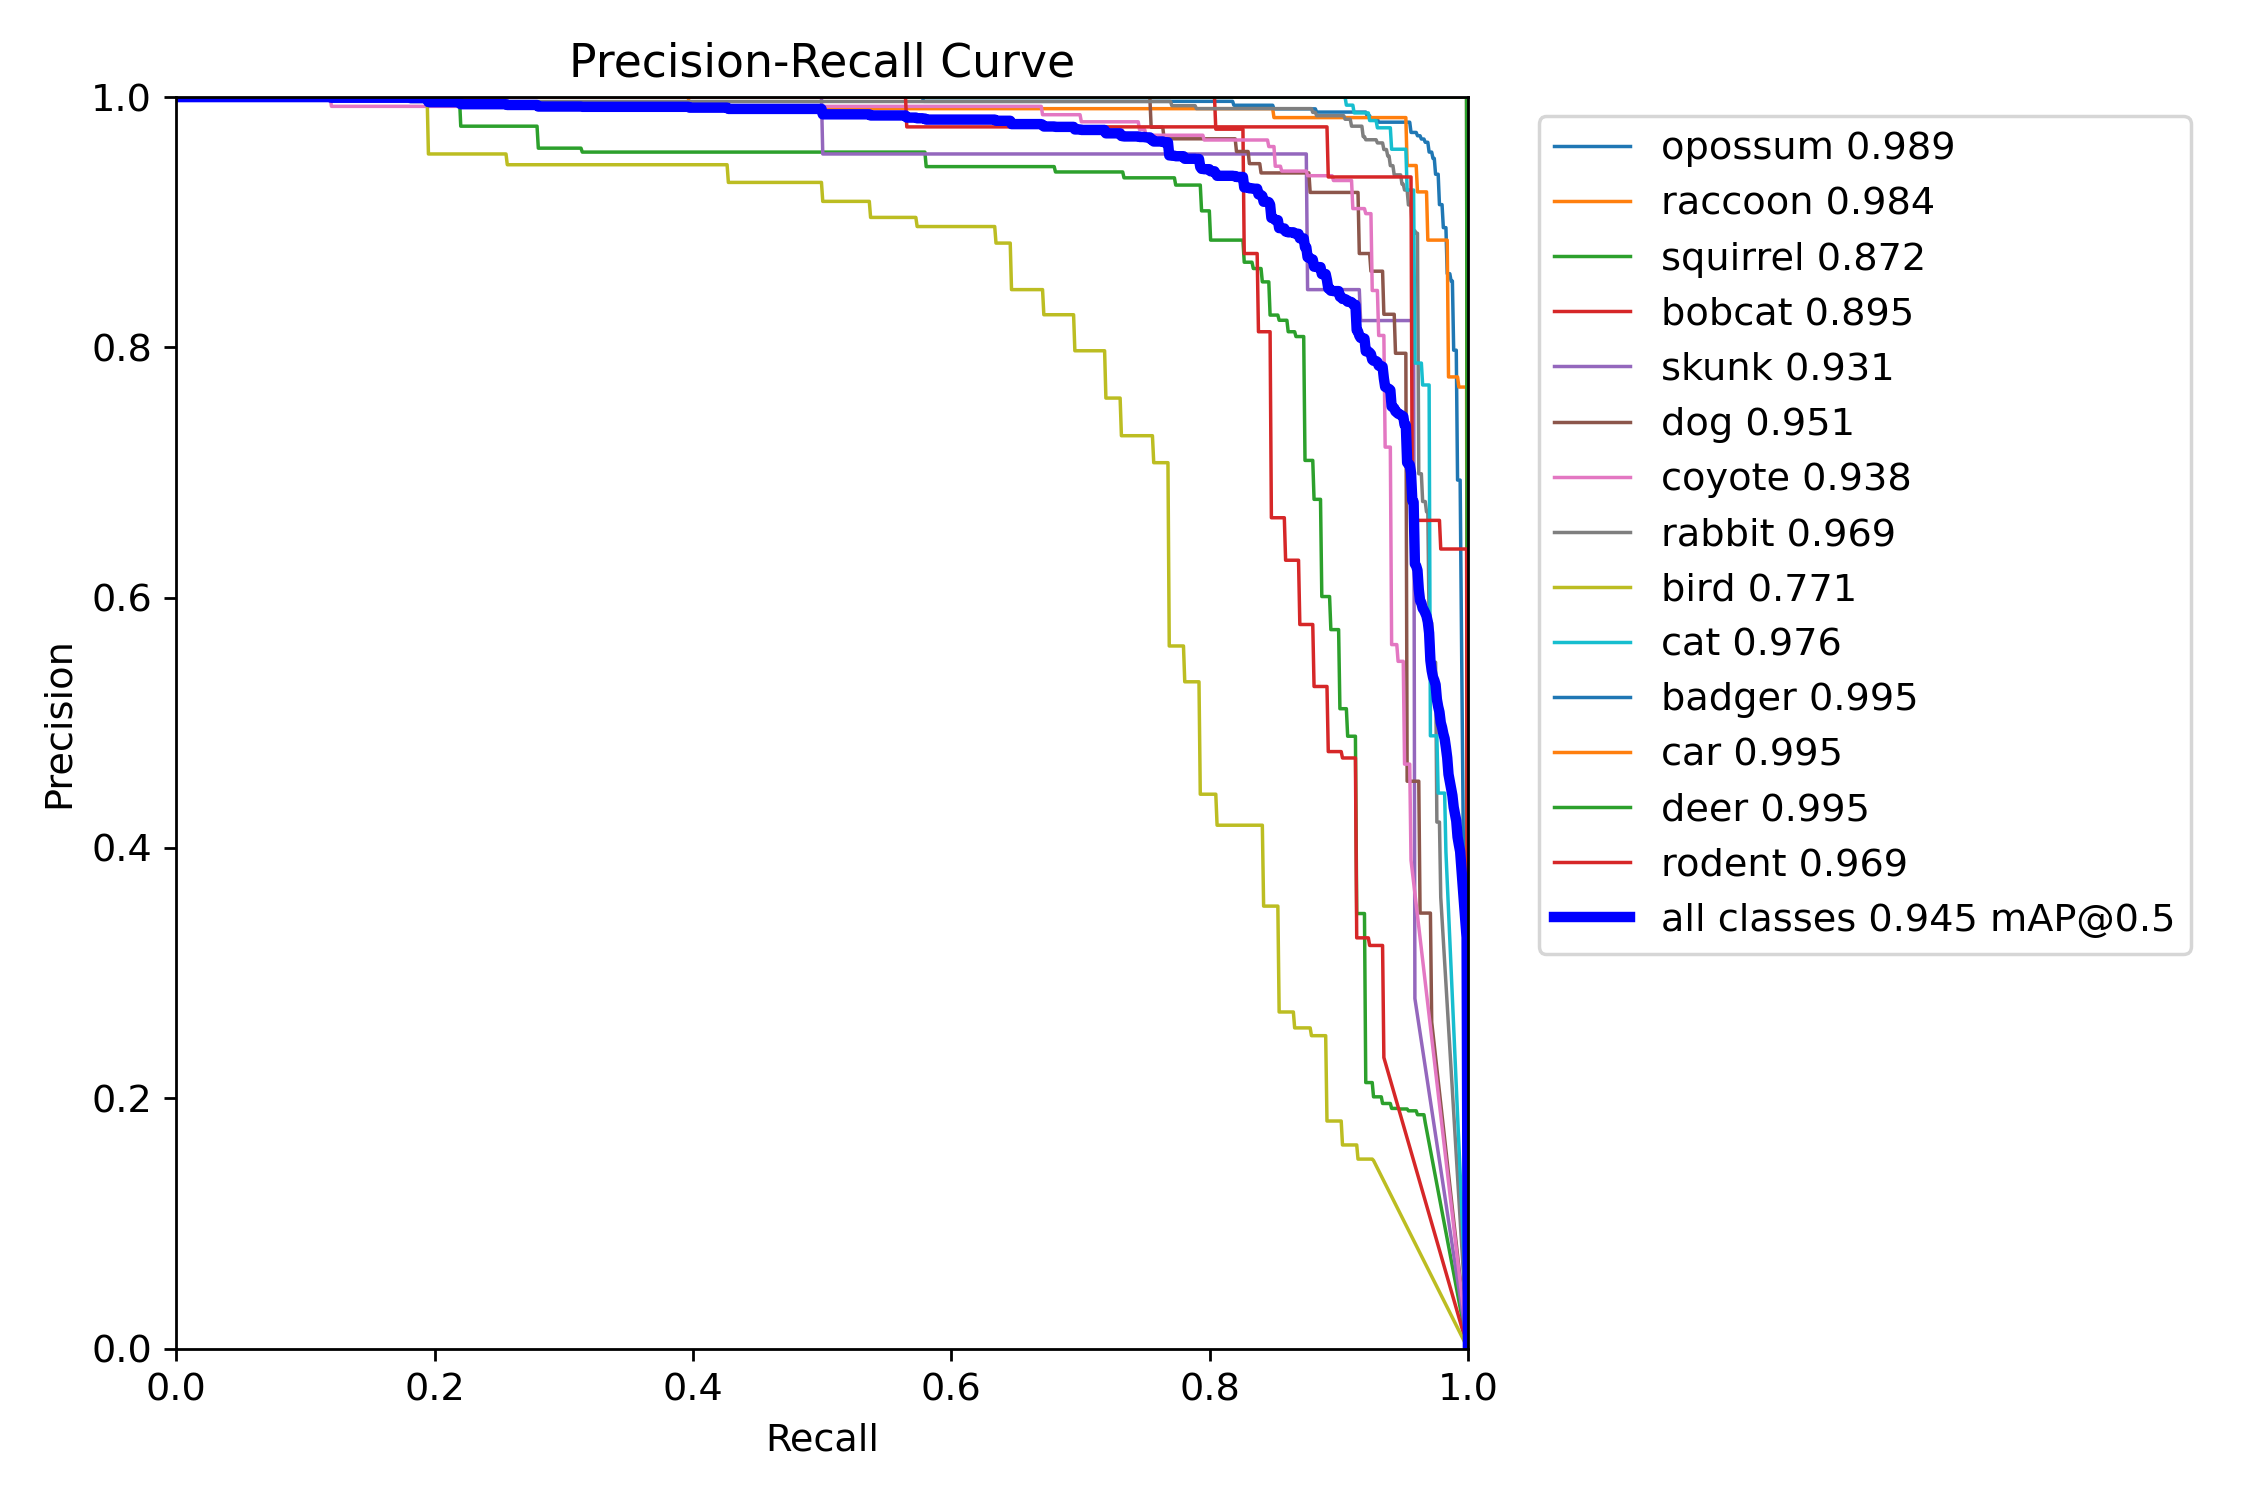 Precision-Recall Curve
1.0
0.8
0.6
0.4
0.2
0.0
Precision
0.0 0.2 0.4 0.6 0.8 1.0
Recall
opossum 0.989
raccoon 0.984
squirrel 0.872
bobcat 0.895
skunk 0.931
dog 0.951
coyote 0.938
rabbit 0.969
bird 0.771
cat 0.976
badger 0.995
car 0.995
deer 0.995
rodent 0.969
all classes 0.945 mAP@0.5